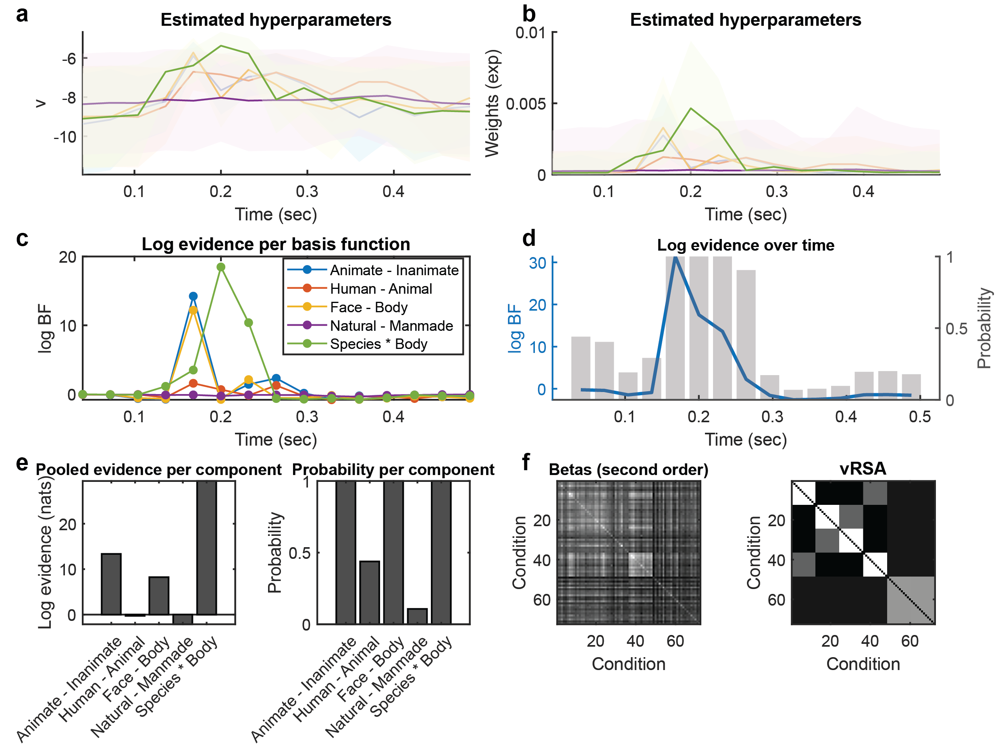 a
Estimated hyperparameters
-6
-8
-10
v
0.1 0.2 0.3 0.4
Time (sec)
b
Estimated hyperparameters
0.01
0.005
0
Weights (exp)
0.1 0.2 0.3 0.4
Time (sec)
c
Log evidence per basis function
20
10
0
log BF
Animate - Inanimate
Human - Animal
Face - Body
Natural - Manmade
Species * Body
0.1 0.2 0.3 0.4
Time (sec)
d
Log evidence over time
30
20
10
0
log BF
1
0.5
0
Probability
0.1 0.2 0.3 0.4 0.5
Time (sec)
e
Pooled evidence per component
20
10
0
Log evidence (nats)
Animate - Inanimate
Human - Animal
Face - Body
Natural - Manmade
Species * Body
Probability per component
1
0.5
0
Probability
Animate - Inanimate
Human - Animal
Face - Body
Natural - Manmade
Species * Body
f
Betas (second order)
20
40
60
Condition
20 40 60
Condition
vRSA
20
40
60
Condition
20 40 60
Condition